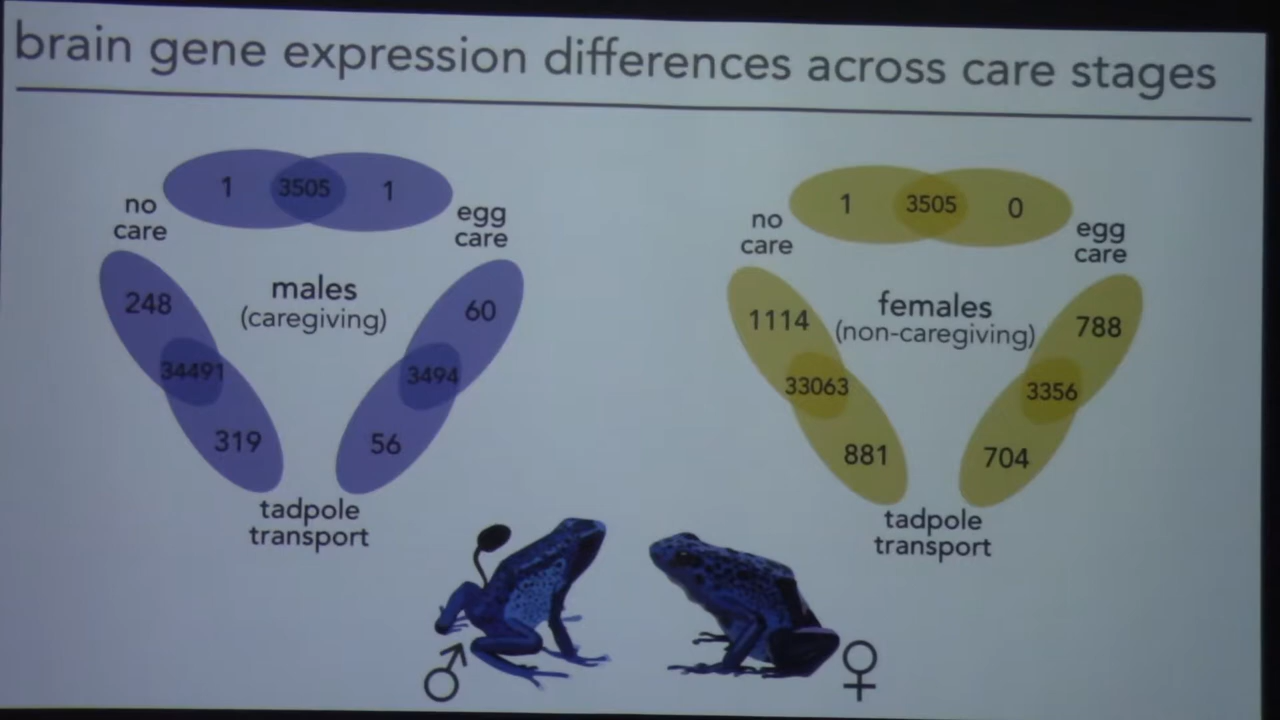 brain gene expression differences across care stages
1 3505 1
no
care
egg
care
248
males
(caregiving)
60
34491
3494
319
56
tadpole
transport
1 3505 0
no
care
egg
care
1114
females
(non-caregiving)
788
33063
3356
881
704
tadpole
transport
♂
♀